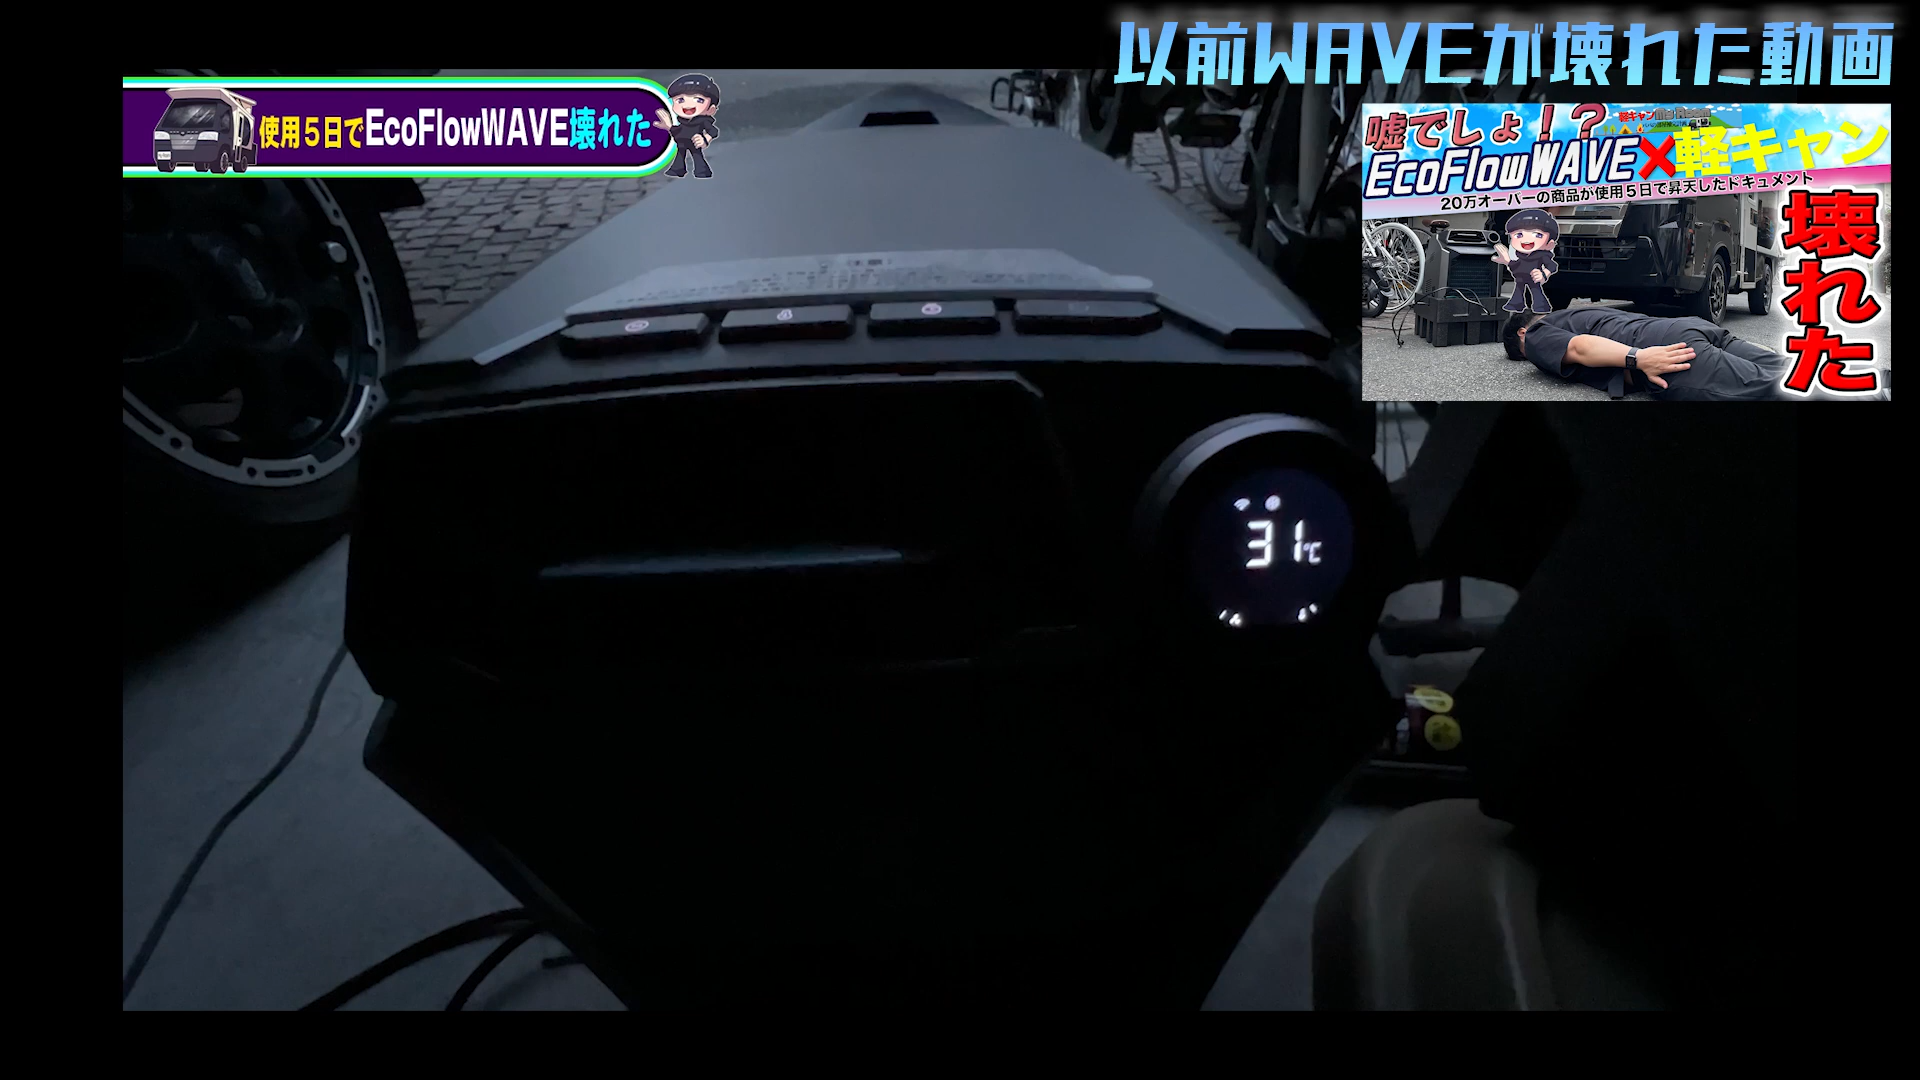 以前WAVEが壊れた動画
使用5日でEcoFlowWAVE壊れた
嘘でしょ!?
EcoFlowWAVE×軽キャン
20万オーバーの商品が使用5日で昇天したドキュメント
壊れた
31℃